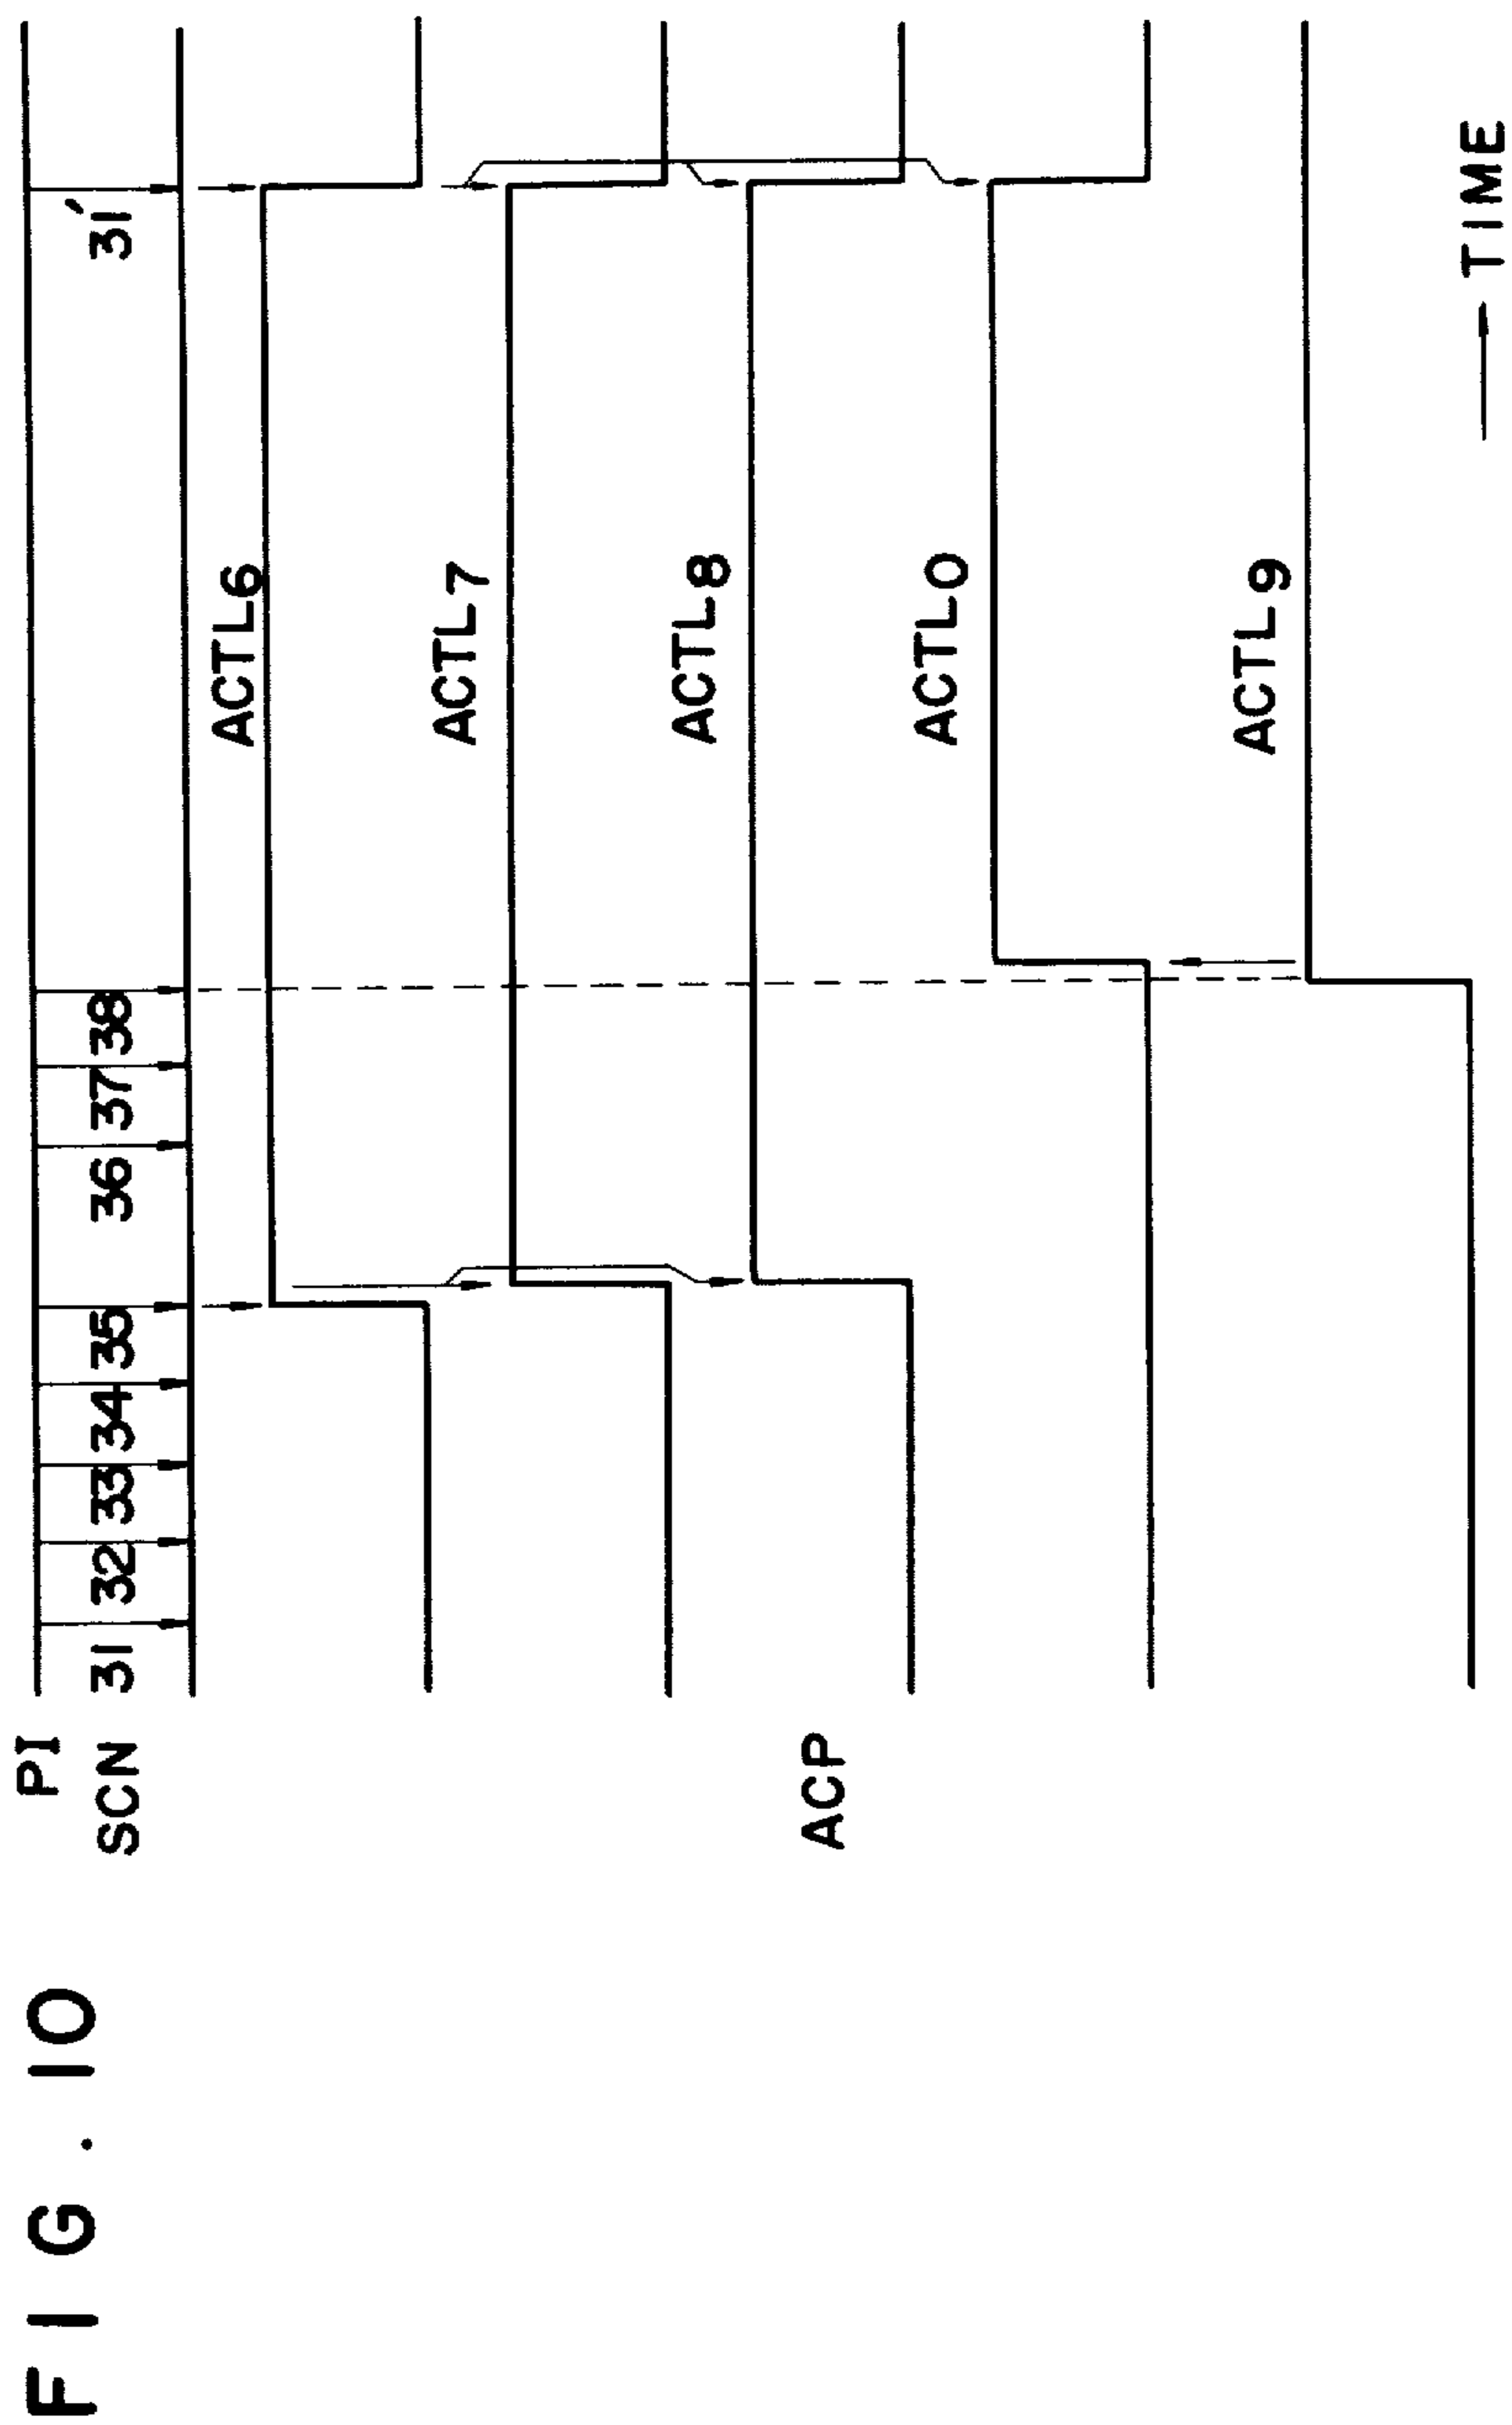 FIG. 10
PI
SCN 31 32 33 34 35 36 37 38 31′
ACTL6
ACTL7
ACP ACTL8
ACTL0
ACTL9
TIME